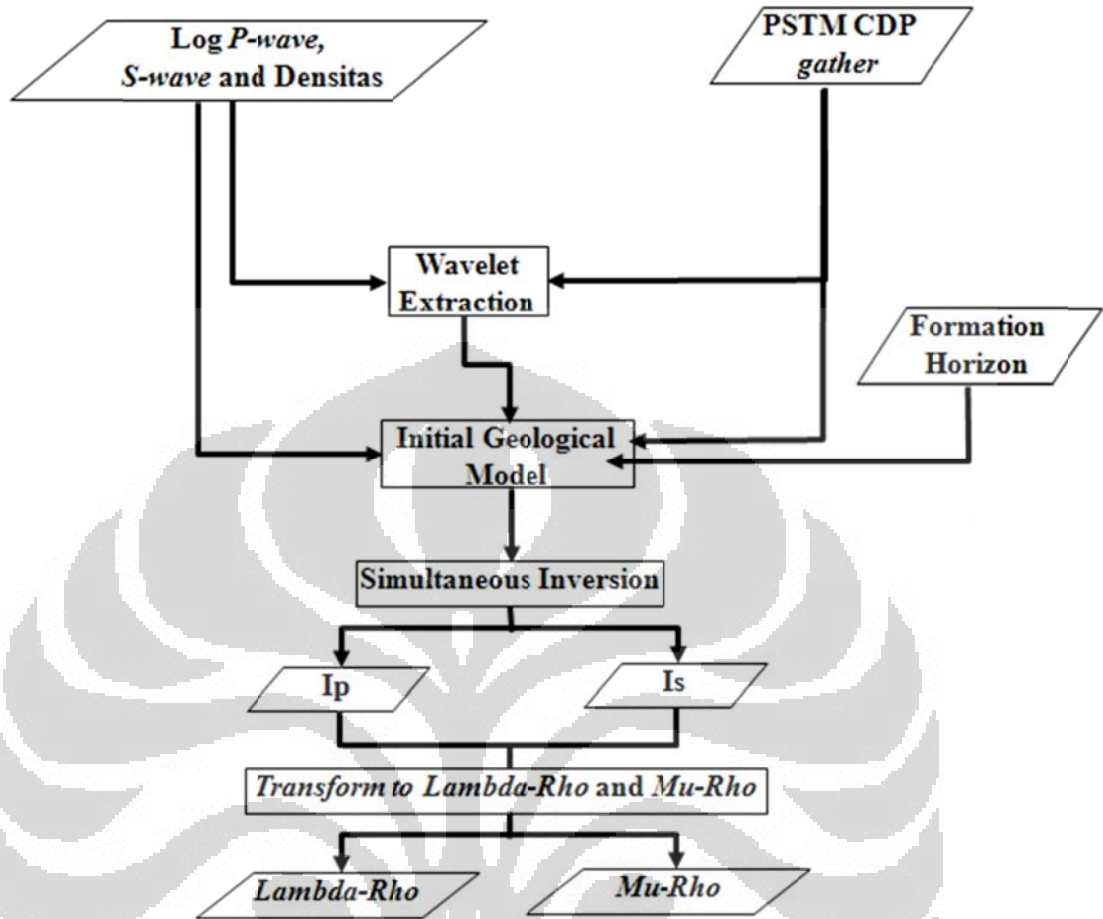 Log P-wave,
S-wave and Densitas
PSTM CDP
gather
Wavelet
Extraction
Formation
Horizon
Initial Geological
Model
Simultaneous Inversion
Ip
Is
Transform to Lambda-Rho and Mu-Rho
Lambda-Rho
Mu-Rho